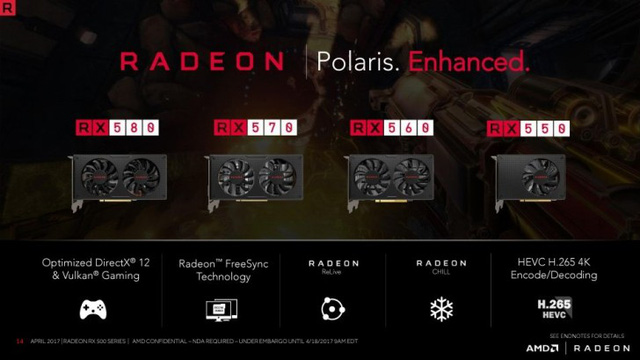 R
RADEON | Polaris. Enhanced.
RX 580
RX 570
RX 560
RX 550
Optimized DirectX® 12
& Vulkan® Gaming
Radeon™ FreeSync
Technology
RADEON
ReLive
RADEON
CHILL
HEVC H.265 4K
Encode/Decoding
H.265
HEVC
SEE ENDNOTES FOR DETAILS
14 APRIL 2017 | RADEON RX 500 SERIES | AMD CONFIDENTIAL – NDA REQUIRED – UNDER EMBARGO UNTIL 4/18/2017 9AM EDT
AMD | RADEON